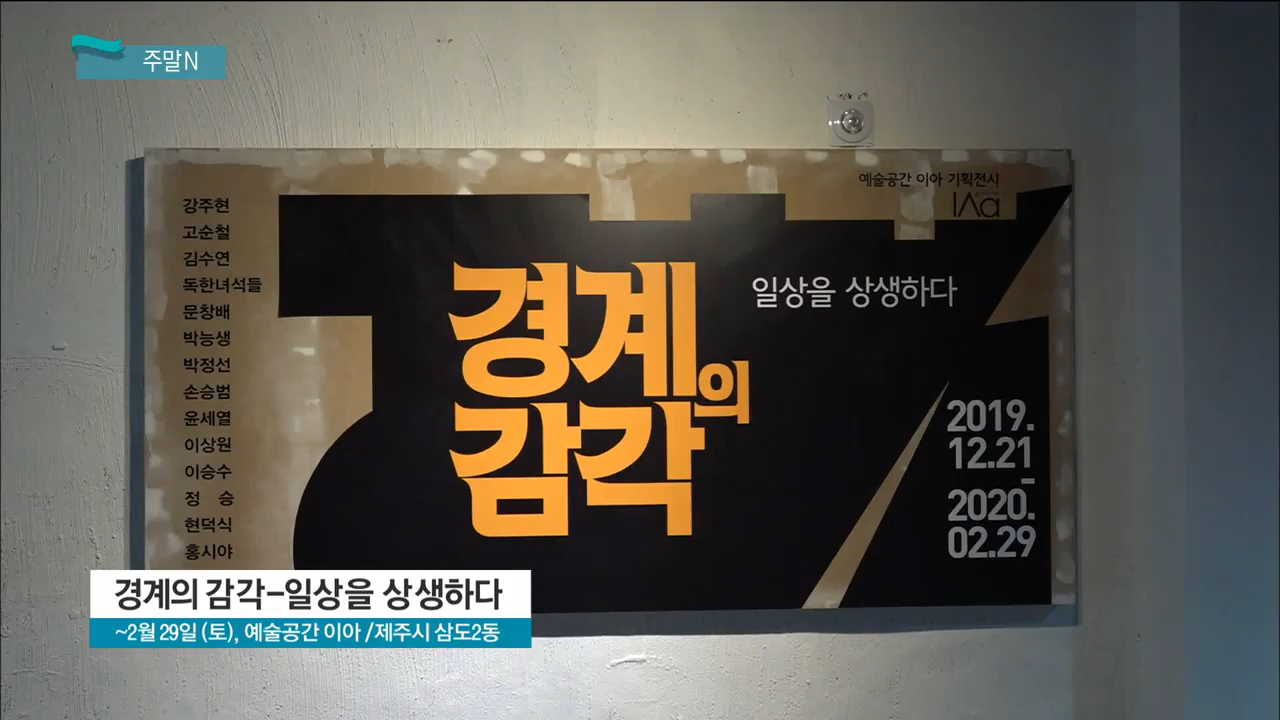 주말N
예술공간 이아 기획전시
IAa
강주현
고순철
김수연
독한녀석들
문창배
박능생
박정선
손승범
윤세열
이상원
이승수
정 승
현덕식
홍시야
경계의
감각
일상을 상생하다
2019.
12.21
-
2020.
02.29
경계의 감각-일상을 상생하다
~2월 29일 (토), 예술공간 이아 /제주시 삼도2동